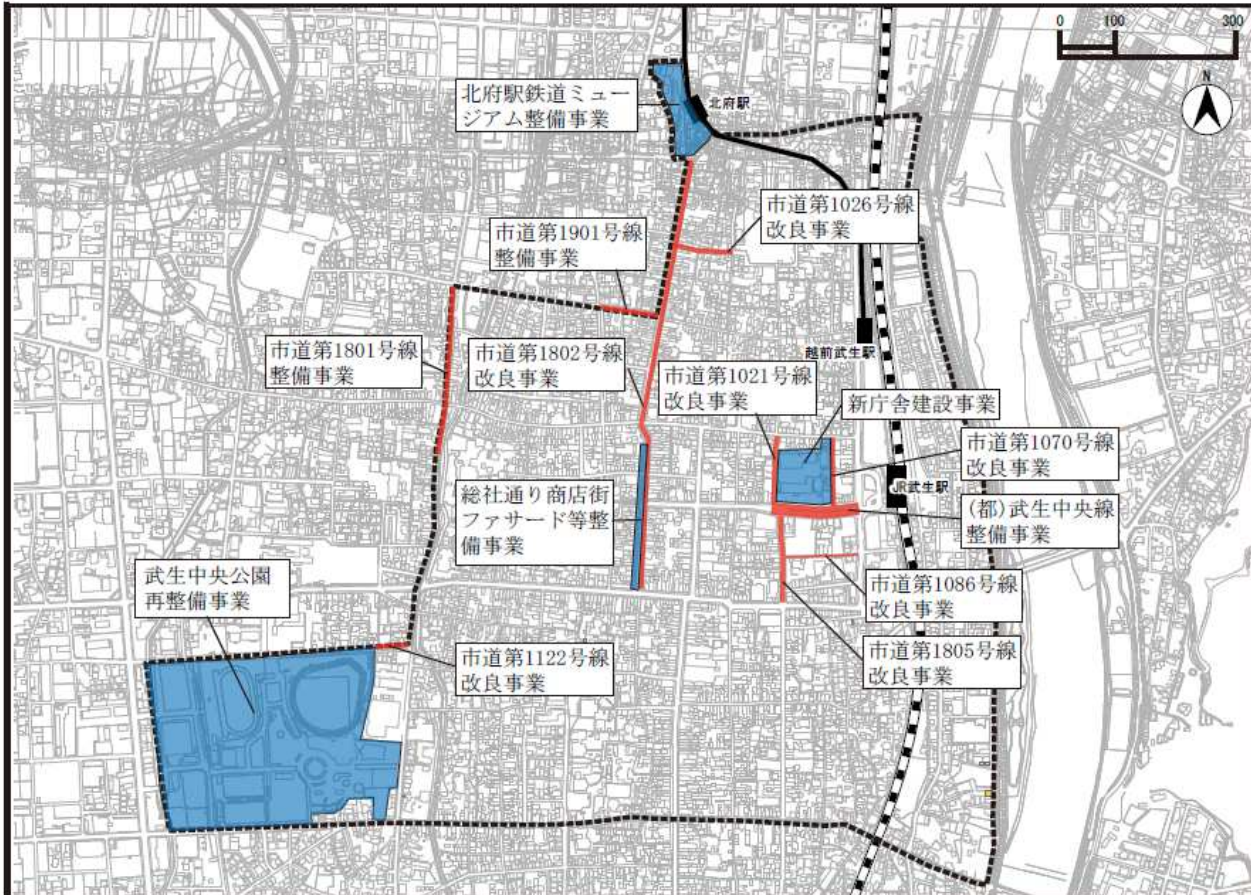 0 100 300
N
北府駅鉄道ミュー
ジアム整備事業
北府駅
市道第1026号線
改良事業
市道第1901号線
整備事業
市道第1801号線
整備事業
市道第1802号線
改良事業
越前武生駅
市道第1021号線
改良事業
新庁舎建設事業
市道第1070号線
改良事業
JR武生駅
総社通り商店街
ファサード等整
備事業
(都)武生中央線
整備事業
武生中央公園
再整備事業
市道第1086号線
改良事業
市道第1122号線
改良事業
市道第1805号線
改良事業